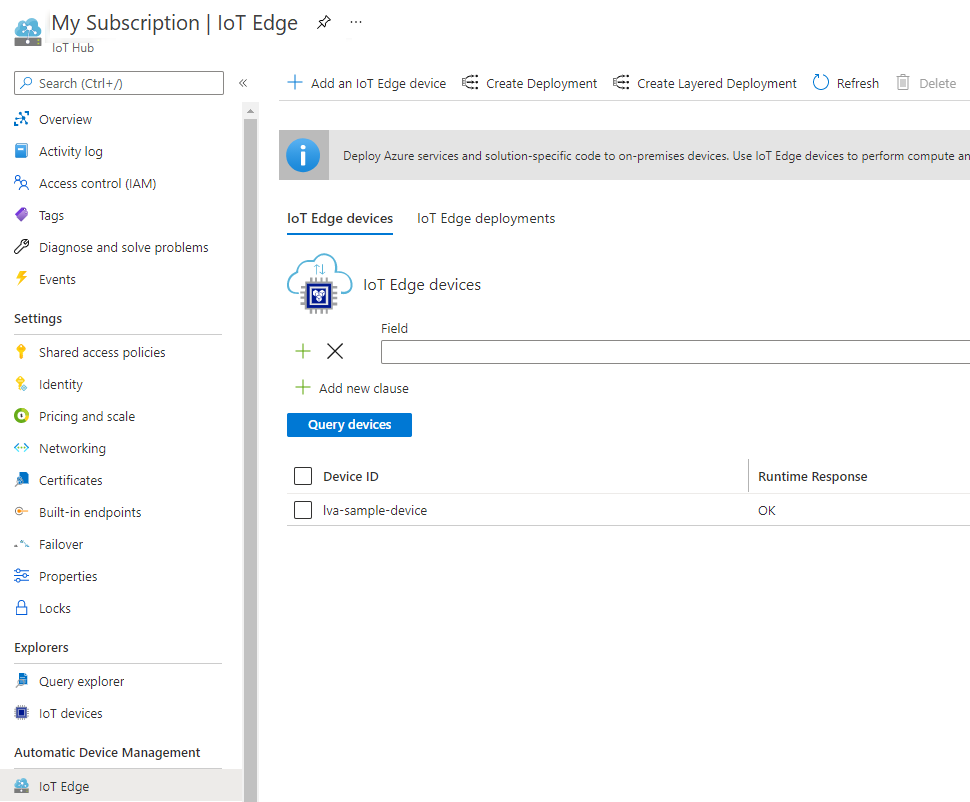 My Subscription | IoT Edge
IoT Hub
Search (Ctrl+/)
Overview
Activity log
Access control (IAM)
Tags
Diagnose and solve problems
Events
Settings
Shared access policies
Identity
Pricing and scale
Networking
Certificates
Built-in endpoints
Failover
Properties
Locks
Explorers
Query explorer
IoT devices
Automatic Device Management
IoT Edge
Add an IoT Edge device Create Deployment Create Layered Deployment Refresh Delete
Deploy Azure services and solution-specific code to on-premises devices. Use IoT Edge devices to perform compute an
IoT Edge devices IoT Edge deployments
IoT Edge devices
Field
Add new clause
Query devices
Device ID Runtime Response
lva-sample-device OK